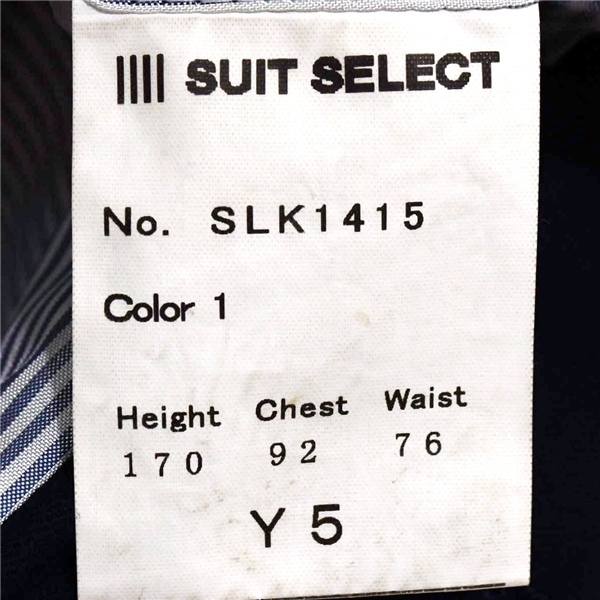 SUIT SELECT
No. SLK1415
Color 1
Height Chest Waist
170 92 76
Y5